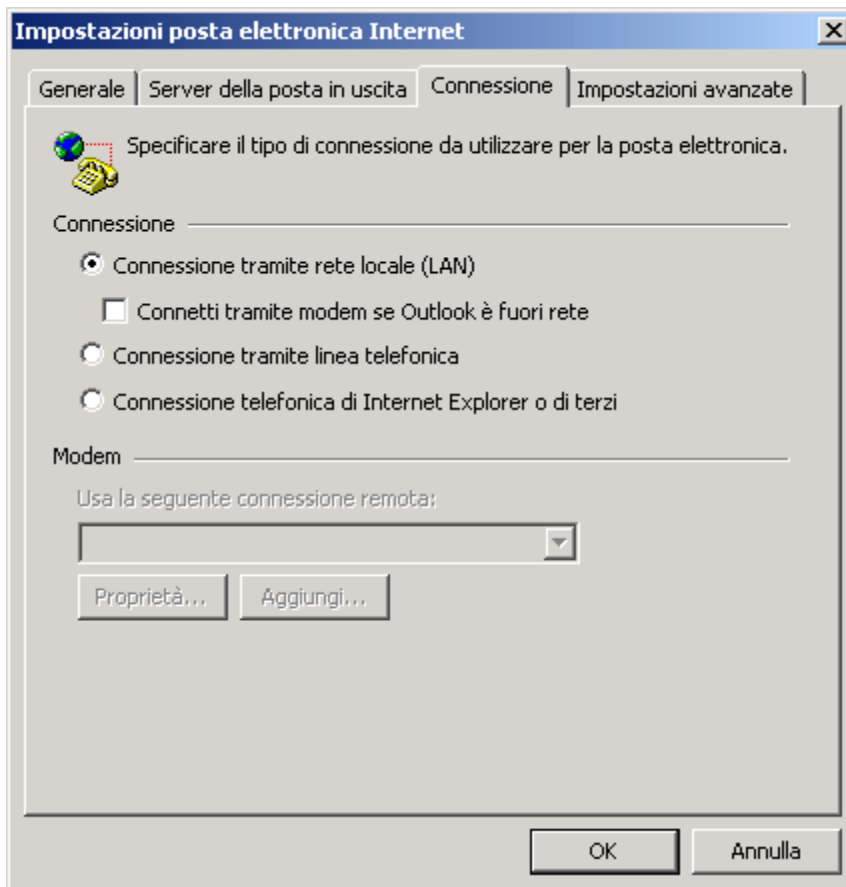 Impostazioni posta elettronica Internet
Generale Server della posta in uscita Connessione Impostazioni avanzate
Specificare il tipo di connessione da utilizzare per la posta elettronica.
Connessione
Connessione tramite rete locale (LAN)
Connetti tramite modem se Outlook è fuori rete
Connessione tramite linea telefonica
Connessione telefonica di Internet Explorer o di terzi
Modem
Usa la seguente connessione remota:
Proprietà... Aggiungi...
OK Annulla